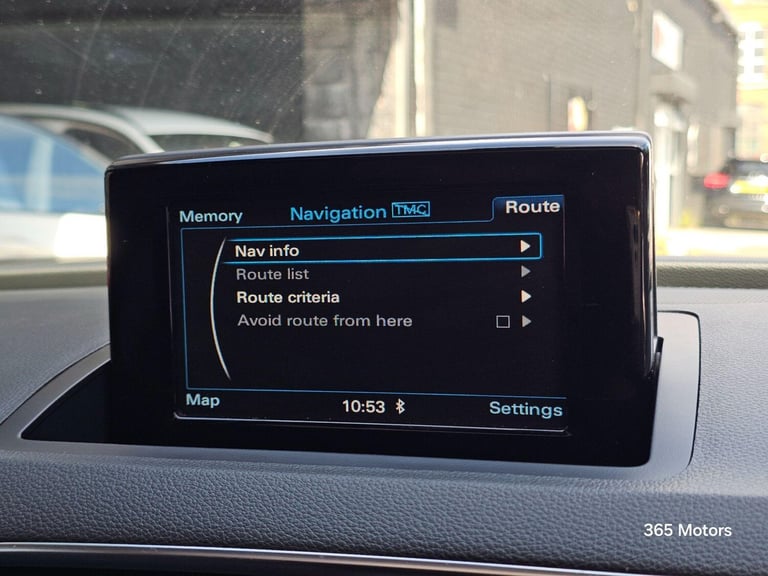 Memory Navigation TMC Route
Nav info
Route list
Route criteria
Avoid route from here
Map 10:53 Settings
365 Motors